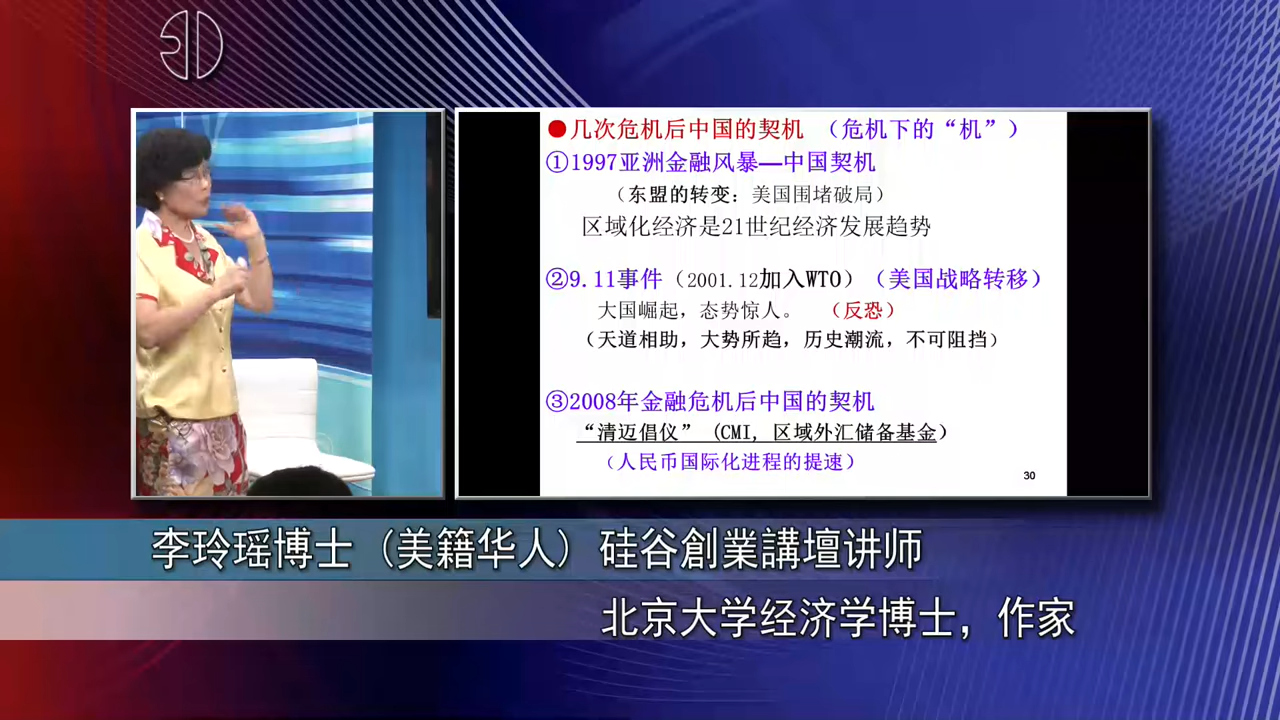 ●几次危机后中国的契机 （危机下的“机”）
①1997亚洲金融风暴—中国契机
（东盟的转变：美国围堵破局）
区域化经济是21世纪经济发展趋势
②9.11事件（2001.12加入WTO）（美国战略转移）
大国崛起，态势惊人。 （反恐）
（天道相助，大势所趋，历史潮流，不可阻挡）
③2008年金融危机后中国的契机
“清迈倡仪”（CMI, 区域外汇储备基金）
（人民币国际化进程的提速）
30
李玲瑶博士（美籍华人）硅谷創業講壇讲师
北京大学经济学博士，作家